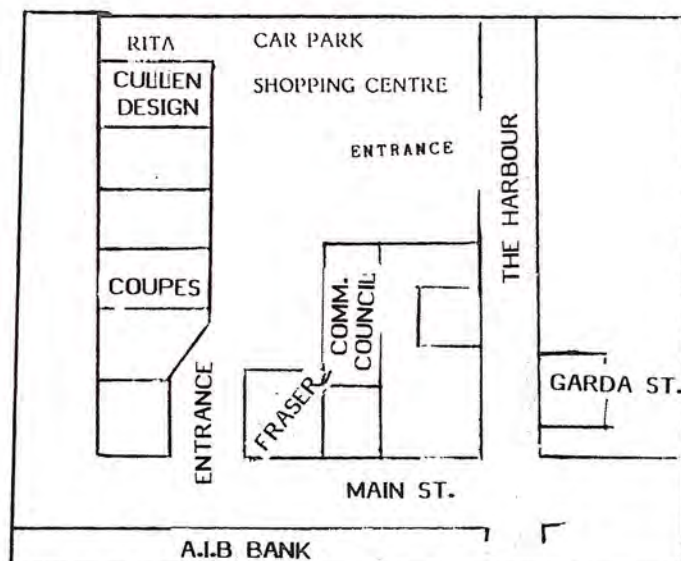 RITA
CULLEN
DESIGN
CAR PARK
SHOPPING CENTRE
ENTRANCE
THE HARBOUR
COUPES
COMM.
COUNCIL
ENTRANCE
FRASER
GARDA ST.
MAIN ST.
A.I.B BANK